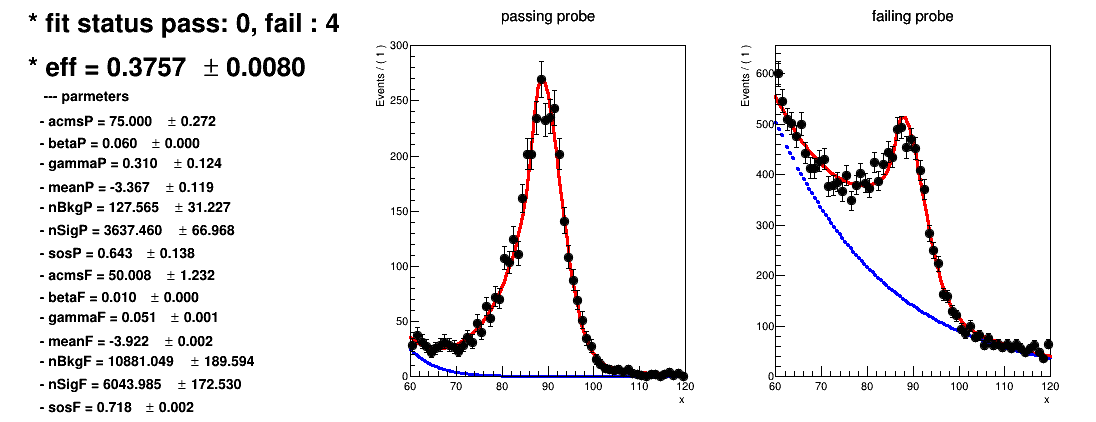 * fit status pass: 0, fail : 4
* eff = 0.3757 ± 0.0080
--- parmeters
- acmsP = 75.000 ± 0.272
- betaP = 0.060 ± 0.000
- gammaP = 0.310 ± 0.124
- meanP = -3.367 ± 0.119
- nBkgP = 127.565 ± 31.227
- nSigP = 3637.460 ± 66.968
- sosP = 0.643 ± 0.138
- acmsF = 50.008 ± 1.232
- betaF = 0.010 ± 0.000
- gammaF = 0.051 ± 0.001
- meanF = -3.922 ± 0.002
- nBkgF = 10881.049 ± 189.594
- nSigF = 6043.985 ± 172.530
- sosF = 0.718 ± 0.002
passing probe
Events / ( 1 )
300
250
200
150
100
50
0
60 70 80 90 100 110 120
x
failing probe
Events / ( 1 )
600
500
400
300
200
100
0
60 70 80 90 100 110 120
x